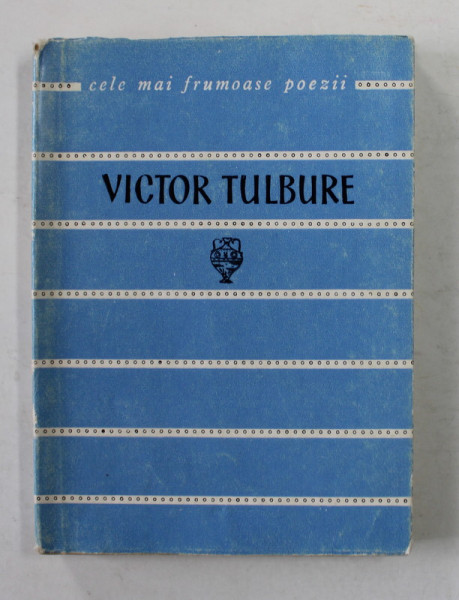 cele mai frumoase poezii
VICTOR TULBURE